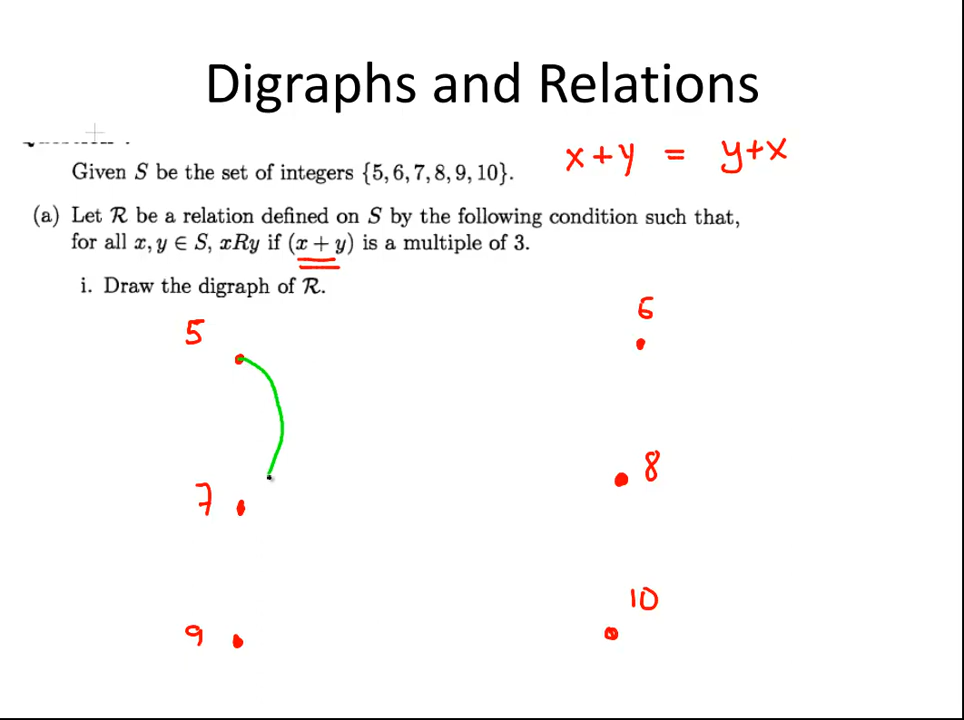 Digraphs and Relations
Given S be the set of integers {5, 6, 7, 8, 9, 10}.
x+y = y+x
(a) Let ℛ be a relation defined on S by the following condition such that,
for all x, y ∈ S, xRy if (x + y) is a multiple of 3.
i. Draw the digraph of ℛ.
5
6
7
8
9
10